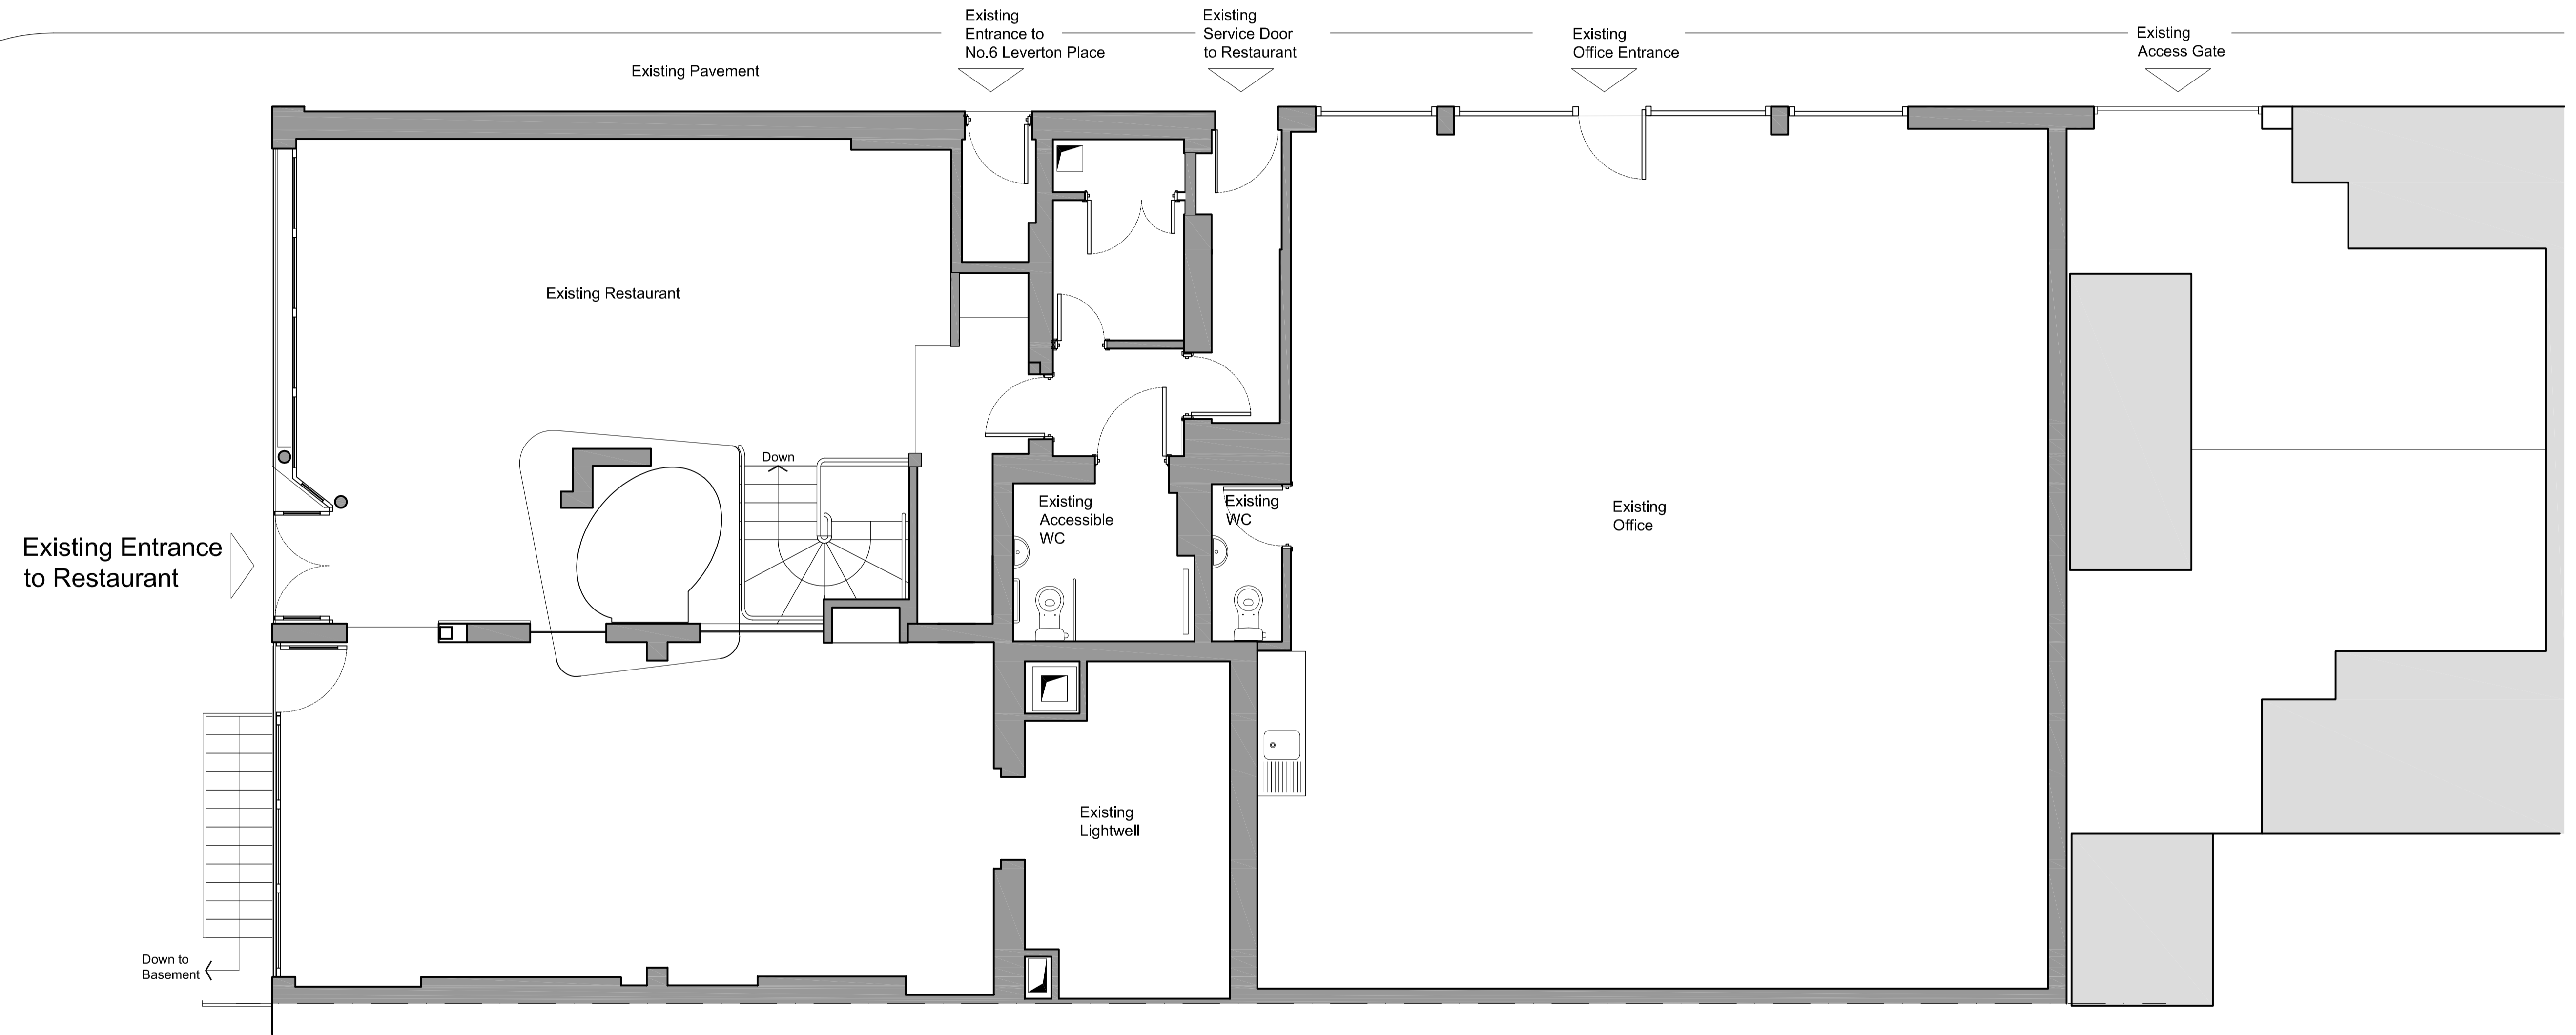 Existing
Entrance to
No.6 Leverton Place
Existing
Service Door
to Restaurant
Existing
Office Entrance
Existing
Access Gate
Existing Pavement
Existing Restaurant
Down
Existing
Accessible
WC
Existing
WC
Existing
Office
Existing Entrance
to Restaurant
Existing
Lightwell
Down to
Basement